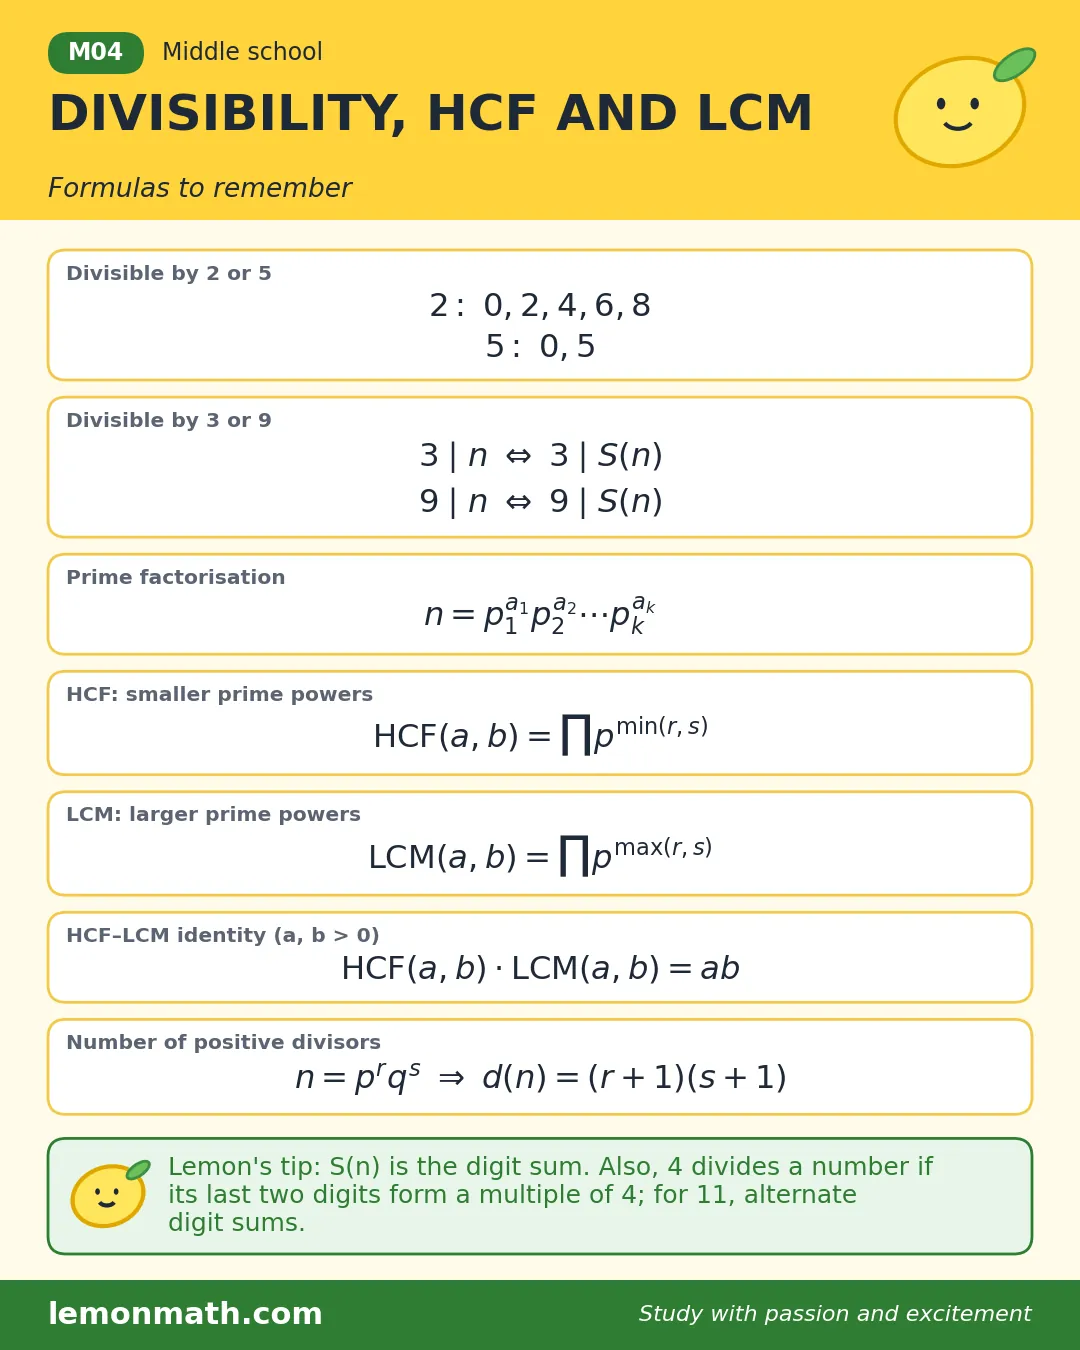 M04 Middle school
DIVISIBILITY, HCF AND LCM
Formulas to remember
Divisible by 2 or 5
2 : 0, 2, 4, 6, 8
5 : 0, 5
Divisible by 3 or 9
3 | n ⇔ 3 | S(n)
9 | n ⇔ 9 | S(n)
Prime factorisation
n = p₁^{a₁} p₂^{a₂} ⋯ p_k^{a_k}
HCF: smaller prime powers
HCF(a, b) = ∏ p^{min(r, s)}
LCM: larger prime powers
LCM(a, b) = ∏ p^{max(r, s)}
HCF–LCM identity (a, b > 0)
HCF(a, b) · LCM(a, b) = ab
Number of positive divisors
n = p^r q^s ⇒ d(n) = (r + 1)(s + 1)
Lemon's tip: S(n) is the digit sum. Also, 4 divides a number if
its last two digits form a multiple of 4; for 11, alternate
digit sums.
lemonmath.com
Study with passion and excitement